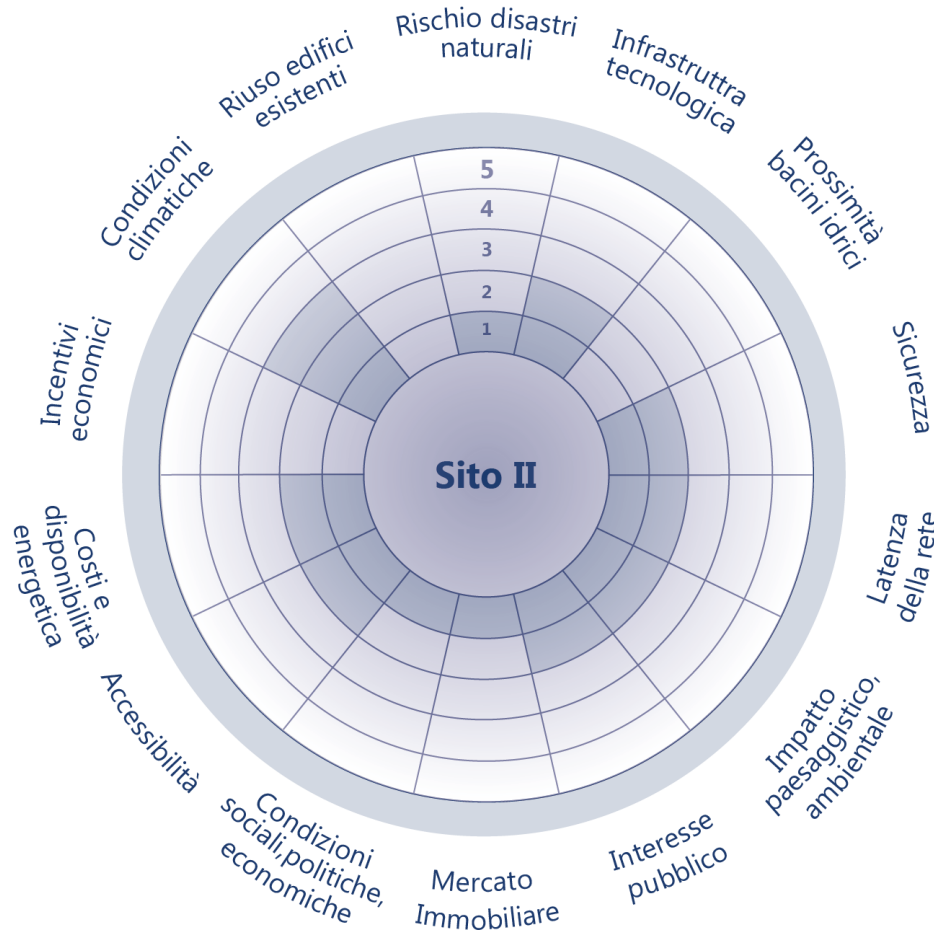 Rischio disastri
naturali
Infrastruttra
tecnologica
Prossimità
bacini idrici
Sicurezza
Latenza
della rete
Impatto
paesaggistico,
ambientale
Interesse
pubblico
Mercato
Immobiliare
Condizioni
sociali,politiche,
economiche
Accessibilità
Costi e
disponibilità
energetica
Incentivi
economici
Condizioni
climatiche
Riuso edifici
esistenti
5
4
3
2
1
Sito II